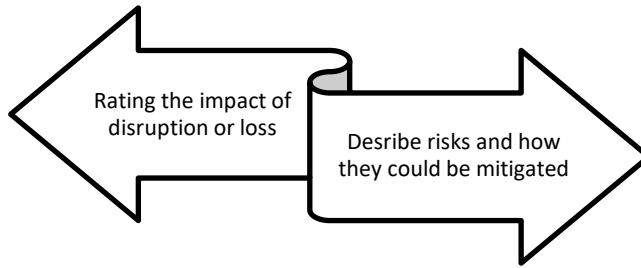 Rating the impact of
disruption or loss
Desribe risks and how
they could be mitigated